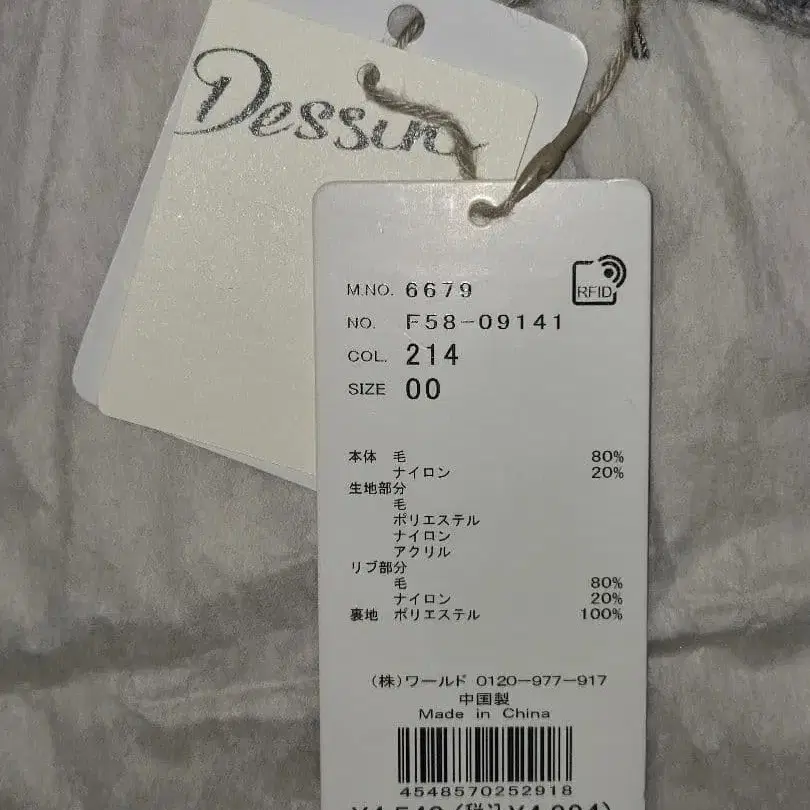 Dessin
RFID
M.NO. 6679
NO. F58-09141
COL. 214
SIZE 00
本体 毛 80%
ナイロン 20%
生地部分
毛
ポリエステル
ナイロン
アクリル
リブ部分
毛 80%
ナイロン 20%
裏地 ポリエステル 100%
(株)ワールド 0120-977-917
中国製
Made in China
4548570252918